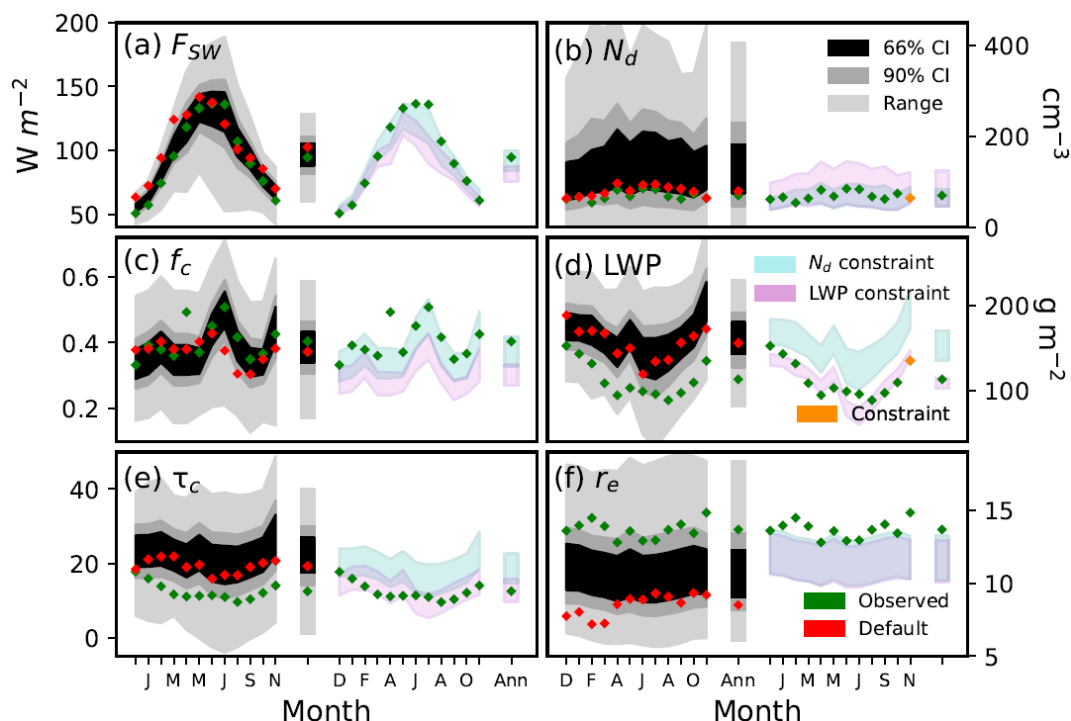 200
150
100
50
W m⁻²
(a) F_SW
(b) N_d
66% CI
90% CI
Range
400
200
0
cm⁻³
0.6
0.4
0.2
(c) f_c
(d) LWP
N_d constraint
LWP constraint
Constraint
200
100
g m⁻²
40
20
0
(e) τ_c
(f) r_e
Observed
Default
15
10
5
J M M J S N D F A J A O Ann D F A J A O Ann J M M J S N
Month Month